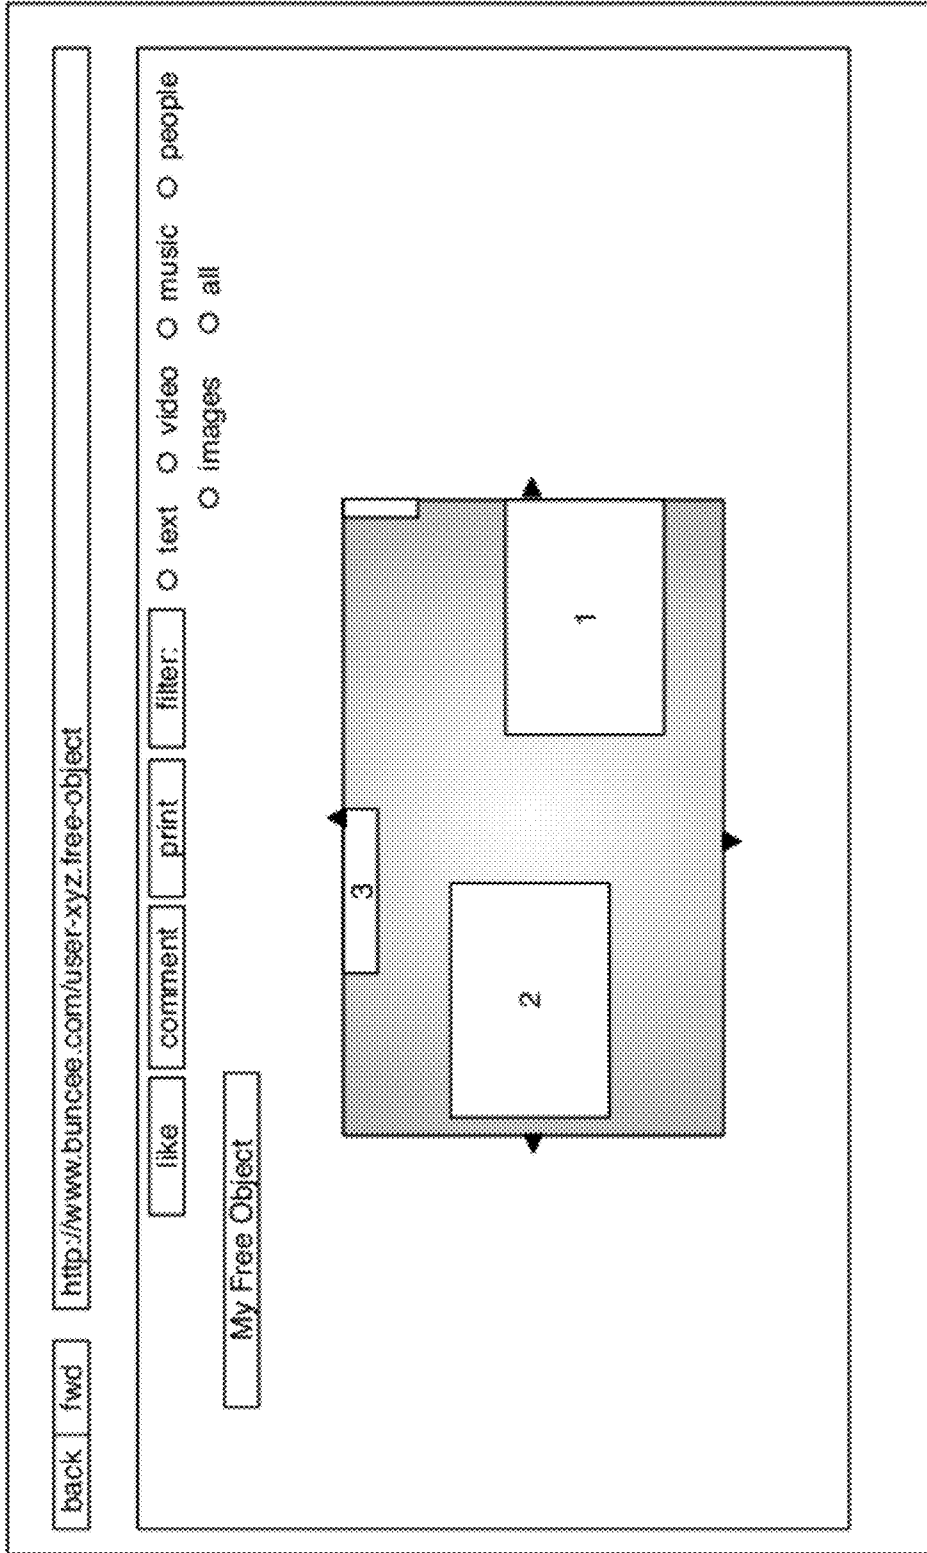 back fwd http://www.buncee.com/user-xyz.free-object
like comment print filter: text video music people
images all
My Free Object
3
2
1